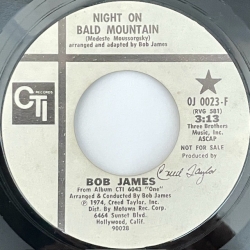 NIGHT ON
BALD MOUNTAIN
(Modeste Moussorgsky)
arranged and adapted by Bob James
CTI
RECORDS
OJ 0023-F
(RVG 581)
3:13
Three Brothers
Music, Inc.
ASCAP
NOT FOR SALE
Produced by
Creed Taylor
BOB JAMES
From Album CTI 6043 "One"
Arranged & Conducted by Bob James
℗ 1974, Creed Taylor, Inc.
Dist. By Motown Rec. Corp.
6464 Sunset Blvd.
Hollywood, Calif.
90028